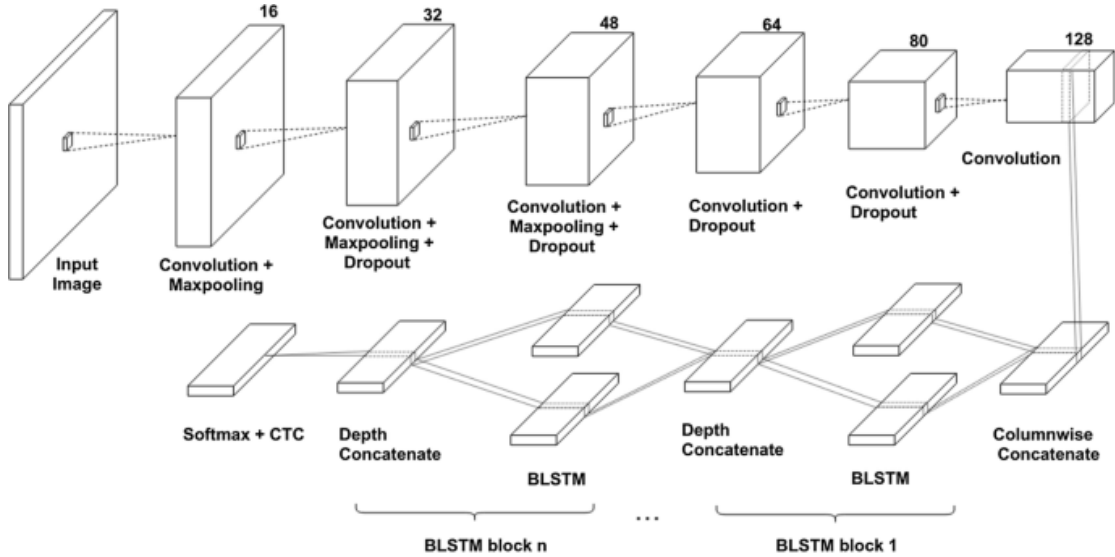 16
32
48
64
80
128
Input
Image
Convolution +
Maxpooling
Convolution +
Maxpooling +
Dropout
Convolution +
Maxpooling +
Dropout
Convolution +
Dropout
Convolution +
Dropout
Convolution
Softmax + CTC
Depth
Concatenate
BLSTM
Depth
Concatenate
BLSTM
Columnwise
Concatenate
BLSTM block n
...
BLSTM block 1